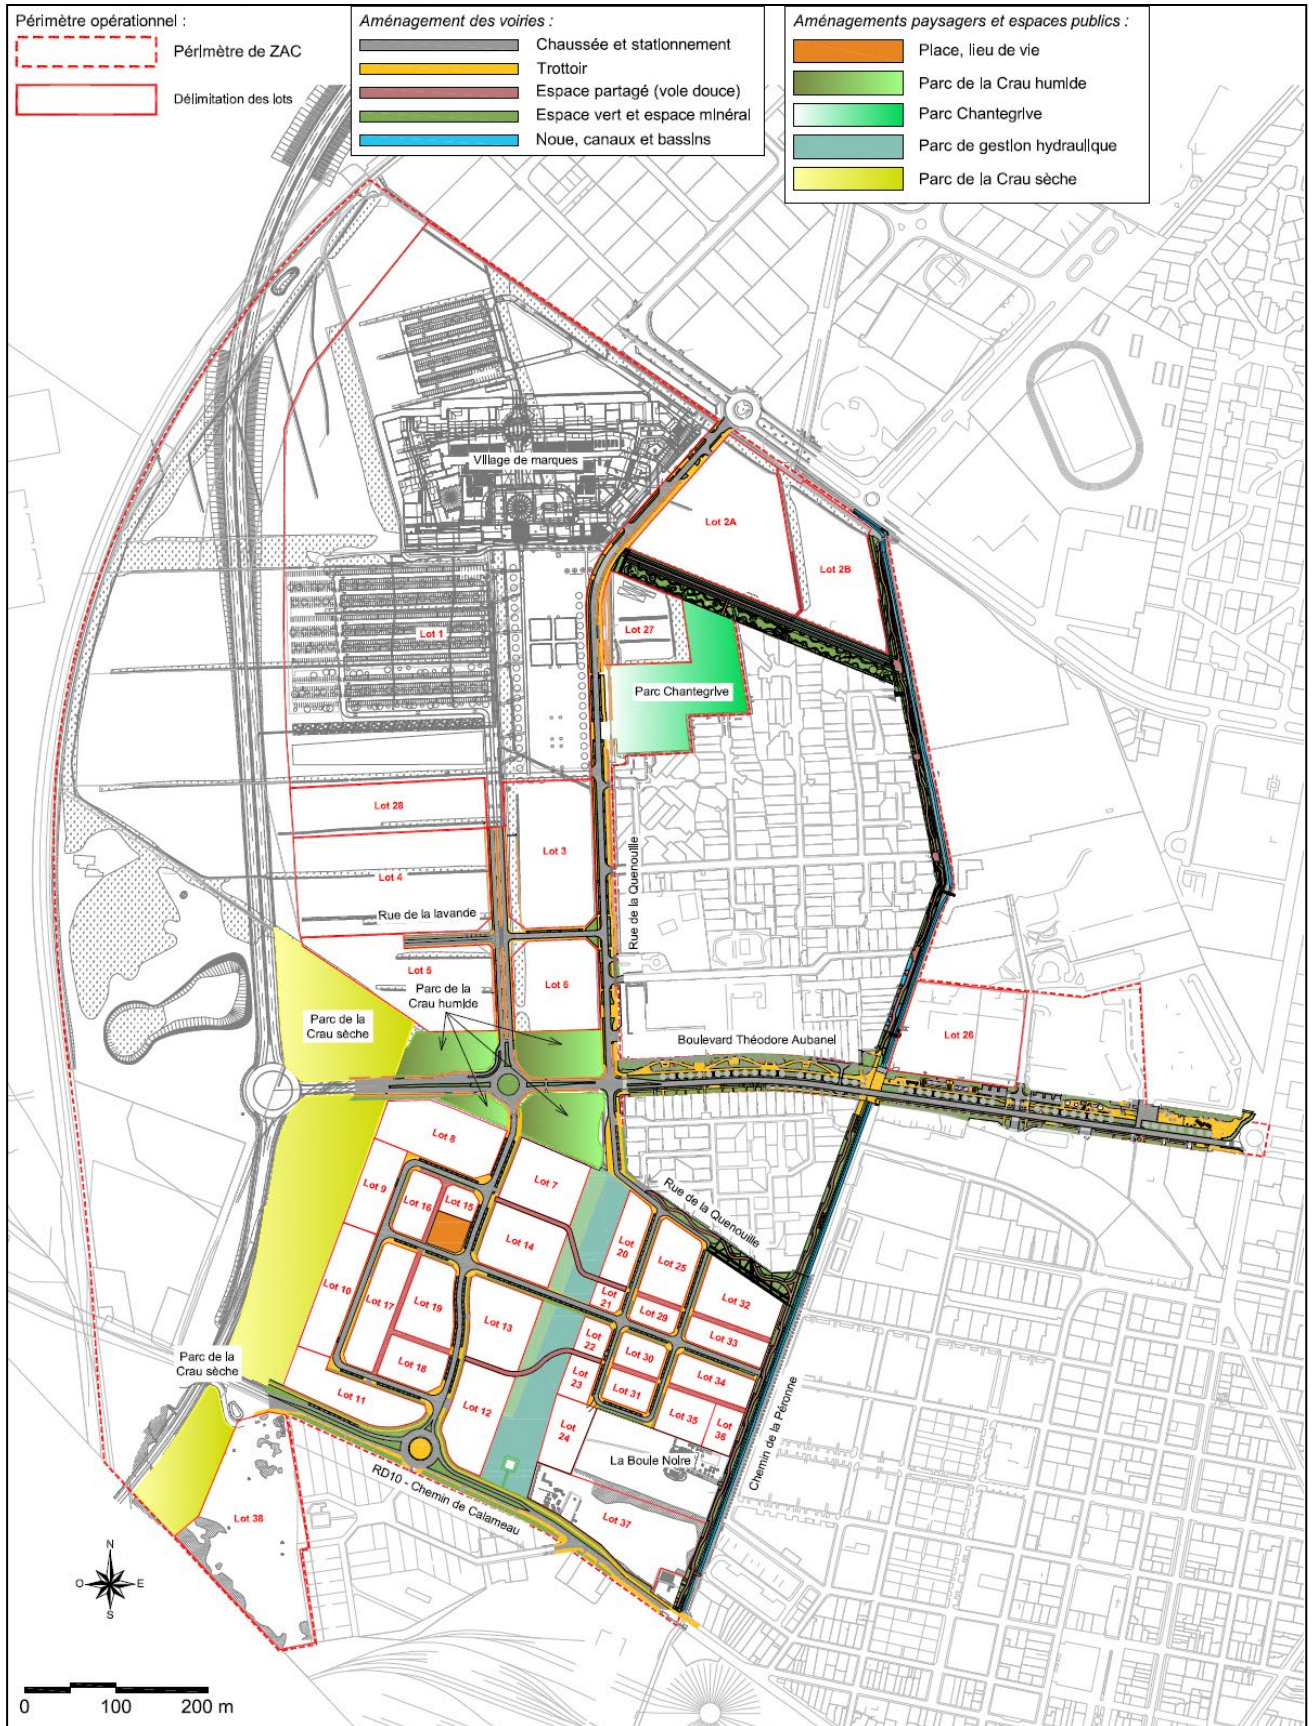 Périmètre opérationnel :
Périmètre de ZAC
Délimitation des lots
Aménagement des voiries :
Chaussée et stationnement
Trottoir
Espace partagé (voie douce)
Espace vert et espace minéral
Noue, canaux et bassins
Aménagements paysagers et espaces publics :
Place, lieu de vie
Parc de la Crau humide
Parc Chantegrive
Parc de gestion hydraulique
Parc de la Crau sèche
Village de marques
Lot 2A
Lot 2B
Lot 1
Lot 27
Parc Chantegrive
Lot 28
Lot 3
Lot 4
Rue de la lavande
Rue de la Quenouille
Lot 5
Parc de la
Crau humide
Lot 6
Parc de la
Crau sèche
Boulevard Théodore Aubanel
Lot 26
Lot 8
Lot 7
Lot 9
Lot 16
Lot 15
Rue de la Quenouille
Lot 14
Lot
20
Lot 25
Lot 10
Lot 17
Lot 19
Lot
21
Lot 29
Lot 32
Lot 13
Lot 33
Lot
22
Lot 30
Parc de la
Crau sèche
Lot 18
Lot
23
Lot 31
Lot 34
Lot 11
Lot 12
Lot
24
Lot 35
Lot
36
La Boule Noire
Chemin de la Péronne
RD10 - Chemin de Calameau
Lot 37
Lot 38
N
O
E
S
0
100
200 m